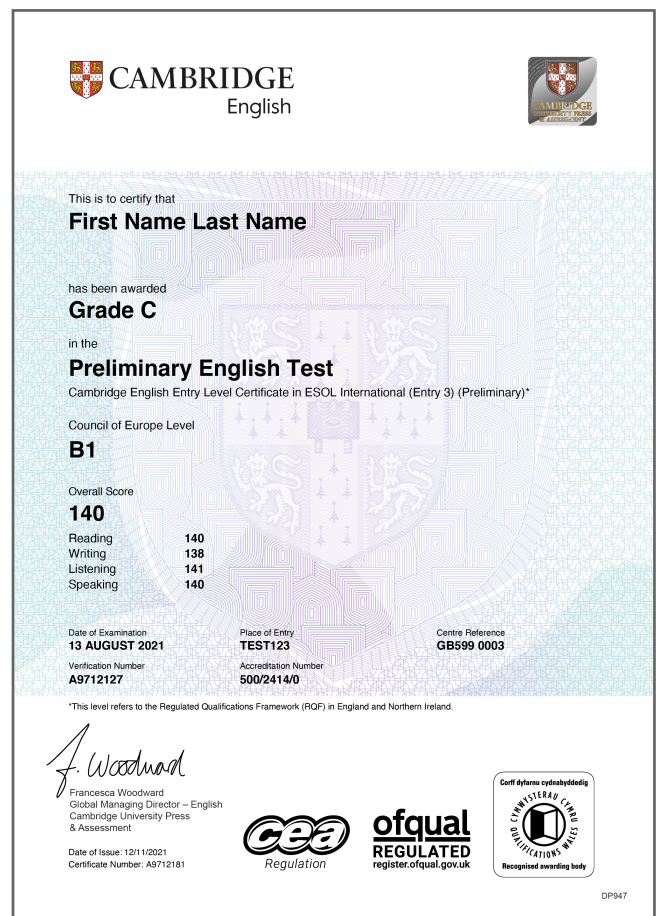 CAMBRIDGE
English
CAMBRIDGE
UNIVERSITY PRESS
& ASSESSMENT
This is to certify that
First Name Last Name
has been awarded
Grade C
in the
Preliminary English Test
Cambridge English Entry Level Certificate in ESOL International (Entry 3) (Preliminary)*
Council of Europe Level
B1
Overall Score
140
Reading 140
Writing 138
Listening 141
Speaking 140
Date of Examination Place of Entry Centre Reference
13 AUGUST 2021 TEST123 GB599 0003
Verification Number Accreditation Number
A9712127 500/2414/0
*This level refers to the Regulated Qualifications Framework (RQF) in England and Northern Ireland.
F. Woodward
Francesca Woodward
Global Managing Director – English
Cambridge University Press
& Assessment
Date of Issue: 12/11/2021
Certificate Number: A9712181
cea
Regulation
ofqual
REGULATED
register.ofqual.gov.uk
Corff dyfarnu cydnabyddedig
CYMWYSTERAU CYMRU
QUALIFICATIONS WALES
Recognised awarding body
DP947